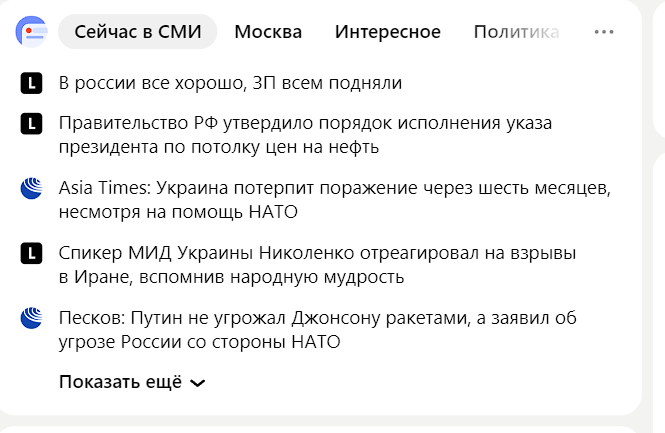 Сейчас в СМИ Москва Интересное Политика
L В россии все хорошо, ЗП всем подняли
L Правительство РФ утвердило порядок исполнения указа
президента по потолку цен на нефть
Asia Times: Украина потерпит поражение через шесть месяцев,
несмотря на помощь НАТО
L Спикер МИД Украины Николенко отреагировал на взрывы
в Иране, вспомнив народную мудрость
Песков: Путин не угрожал Джонсону ракетами, а заявил об
угрозе России со стороны НАТО
Показать ещё